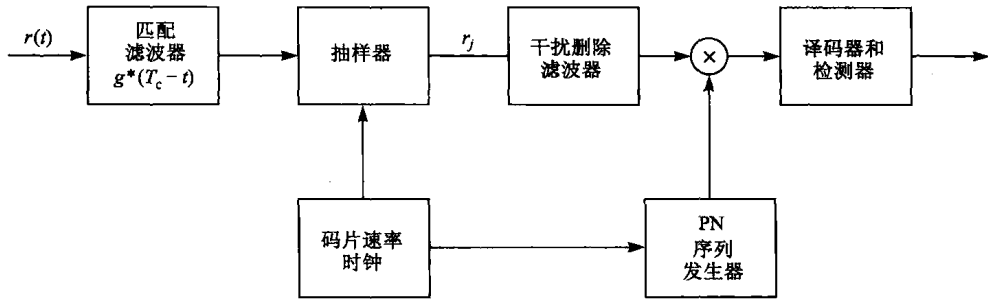 r(t)
匹配
滤波器
g*(T_c − t)
抽样器
r_j
干扰删除
滤波器
×
译码器和
检测器
码片速率
时钟
PN
序列
发生器